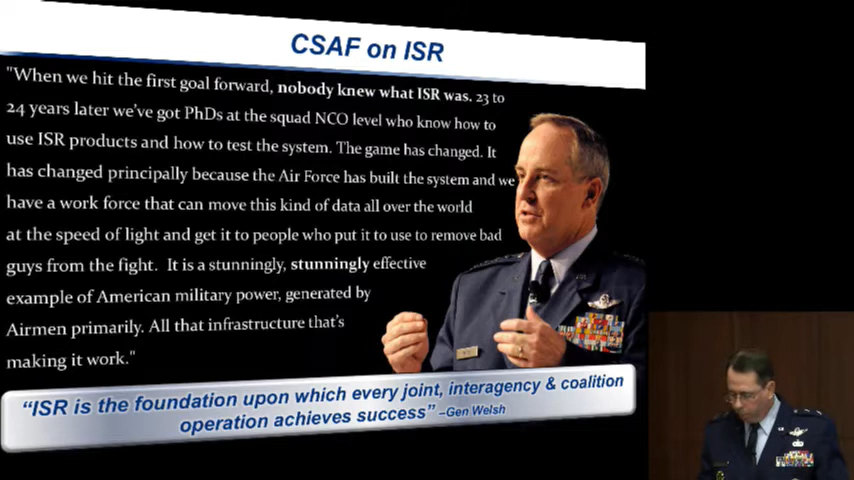 CSAF on ISR
"When we hit the first goal forward, nobody knew what ISR was. 23 to
24 years later we've got PhDs at the squad NCO level who know how to
use ISR products and how to test the system. The game has changed. It
has changed principally because the Air Force has built the system and we
have a work force that can move this kind of data all over the world
at the speed of light and get it to people who put it to use to remove bad
guys from the fight. It is a stunningly, stunningly effective
example of American military power, generated by
Airmen primarily. All that infrastructure that's
making it work."
"ISR is the foundation upon which every joint, interagency & coalition
operation achieves success" –Gen Welsh